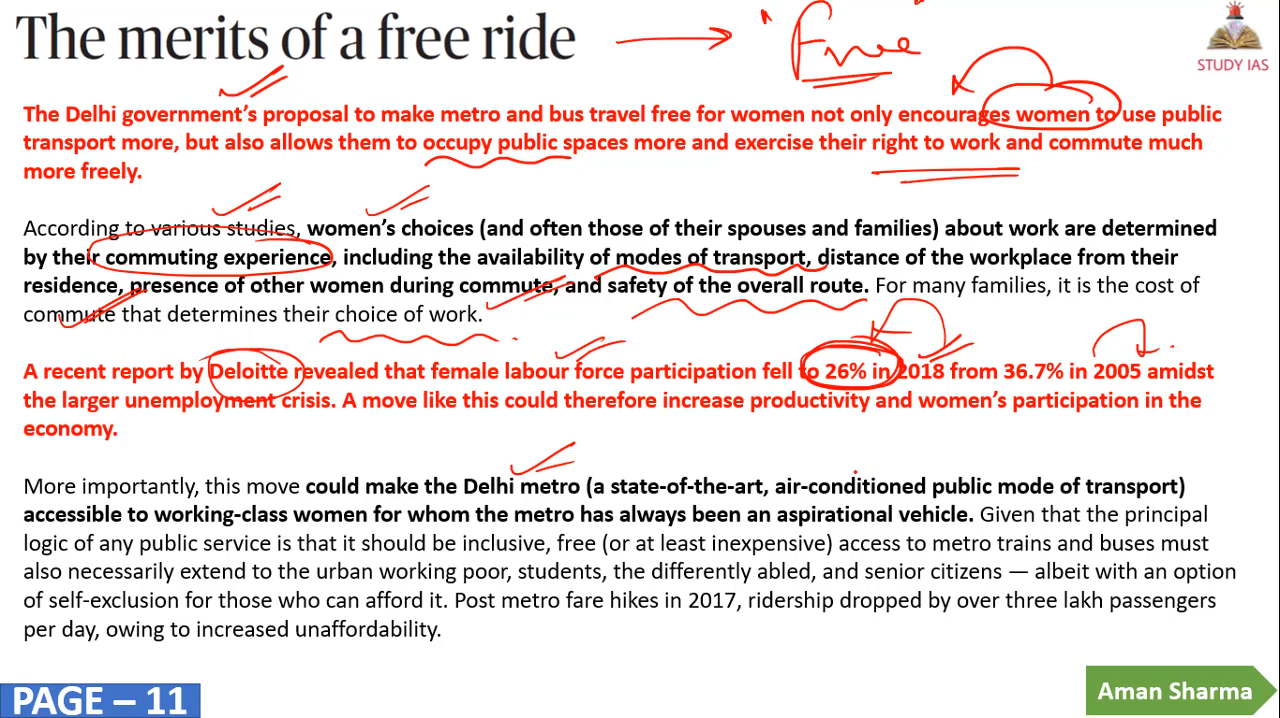 The merits of a free ride
"Free"
STUDY IAS
The Delhi government's proposal to make metro and bus travel free for women not only encourages women to use public
transport more, but also allows them to occupy public spaces more and exercise their right to work and commute much
more freely.
According to various studies, women's choices (and often those of their spouses and families) about work are determined
by their commuting experience, including the availability of modes of transport, distance of the workplace from their
residence, presence of other women during commute, and safety of the overall route. For many families, it is the cost of
commute that determines their choice of work.
A recent report by Deloitte revealed that female labour force participation fell to 26% in 2018 from 36.7% in 2005 amidst
the larger unemployment crisis. A move like this could therefore increase productivity and women's participation in the
economy.
More importantly, this move could make the Delhi metro (a state-of-the-art, air-conditioned public mode of transport)
accessible to working-class women for whom the metro has always been an aspirational vehicle. Given that the principal
logic of any public service is that it should be inclusive, free (or at least inexpensive) access to metro trains and buses must
also necessarily extend to the urban working poor, students, the differently abled, and senior citizens — albeit with an option
of self-exclusion for those who can afford it. Post metro fare hikes in 2017, ridership dropped by over three lakh passengers
per day, owing to increased unaffordability.
PAGE – 11
Aman Sharma